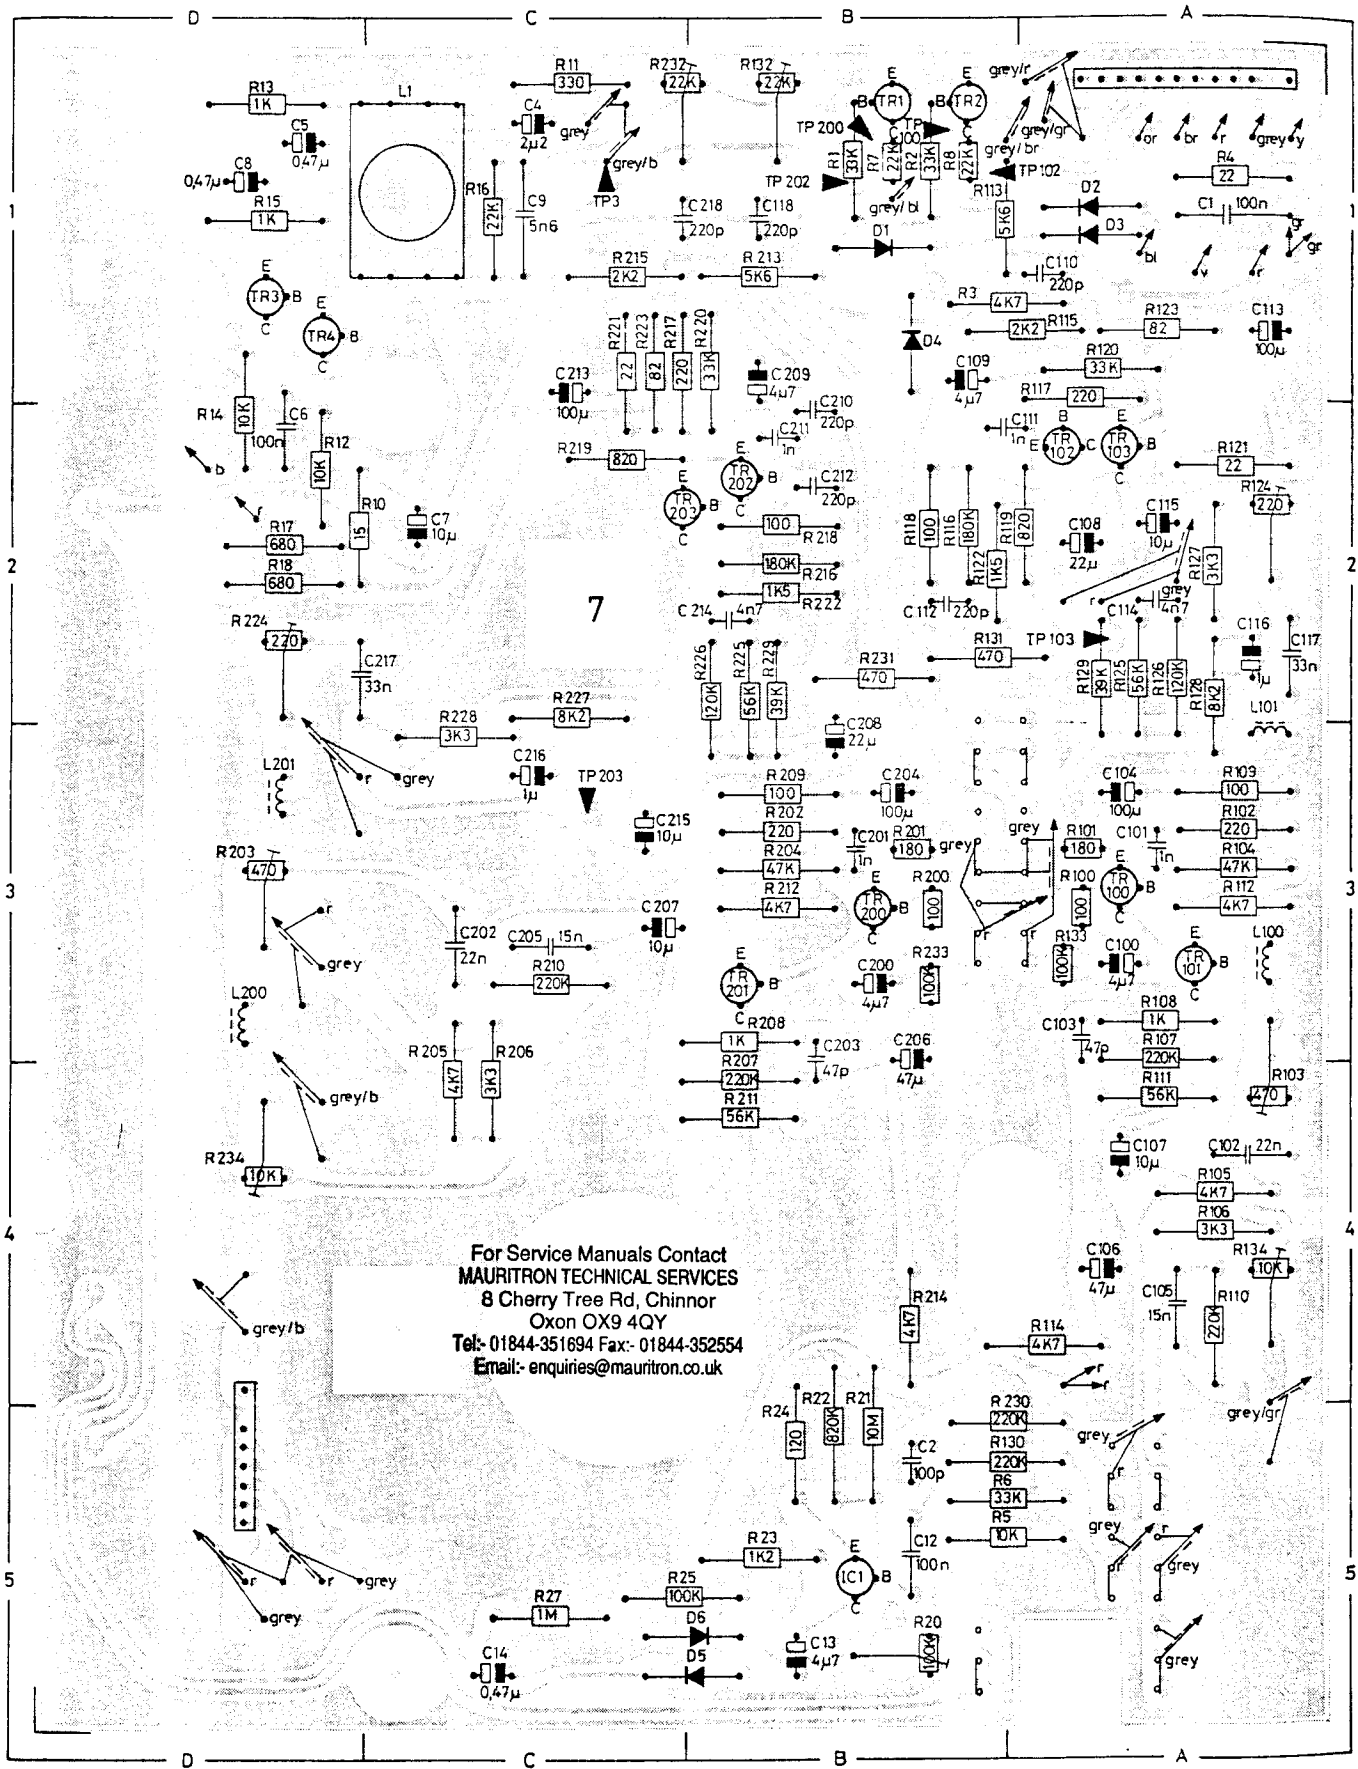 D C B A
R13 1K
L1
R11 330
R232 22K
R132 22K
E B TR1 C
E B TR2 C
grey/r
C5 0,47µ
C4 2µ2
grey
TP 200
TP 100
grey/gr
grey/br
or br r grey y
C8 0,47µ
grey/b
R1 33K
R7 22K
R2 33K
R8 22K
TP 102
R4 22
R15 1K
R16 22K
C9 5n6
TP3
TP 202
grey/bl
R113 5K6
D2
C1 100n
1 1
C218 220p
C118 220p
D1
D3
bl
gr
gr
v r
R215 2K2
R213 5K6
C110 220p
E TR3 B C
E TR4 B C
R3 4K7
R221 22
R223 82
R217 220
R220 33K
D4
2K2 R115
R123 82
C113 100µ
R120 33K
C213 100µ
C209 4µ7
C109 4µ7
R117 220
R14 10K
C6 100n
R12 10K
C210 220p
C211 1n
C111 1n
B E TR 102 C
E TR 103 B C
b
R219 820
E TR 202 B C
C212 220p
R121 22
r
R10 15
C7 10µ
E TR 203 B C
100 R218
R118 100
R116 180K
R119 820
R122 1K5
C108 22µ
C115 10µ
R124 220
R17 680
2 2
180K R216
R127 3K3
R18 680
7
1K5 R222
r grey
R224 220
C214 4n7
C112 220p
C114 4n7
C217 33n
R226 120K
R225 56K
R229 39K
R231 470
R131 470
TP103
R129 39K
R125 56K
R126 120K
R128 8K2
C116 1µ
C117 33n
R227 8K2
R228 3K3
C208 22µ
L101
L201
r grey
C216 1µ
TP 203
R209 100
C204 100µ
C104 100µ
R109 100
C215 10µ
R202 220
C201 1n
R201 180
grey grey
R101 180
C101 1n
R102 220
R203 470
R204 47K
R104 47K
3 3
R212 4K7
E TR 200 B C
R200 100
R100 100
E TR 100 B C
R112 4K7
r
grey
C202 22n
C205 15n
C207 10µ
r r
R133 100K
L100
R210 220K
E TR 201 B C
C200 4µ7
R233 100K
C100 4µ7
E TR 101 B C
L200
R108 1K
R205 4K7
R206 3K3
R208 1K
C203 47p
C206 47µ
C103 47p
R107 220K
R207 220K
grey/b
R211 56K
R111 56K
R103 470
R234 10K
C107 10µ
C102 22n
R105 4K7
R106 3K3
4 4
For Service Manuals Contact
MAURITRON TECHNICAL SERVICES
8 Cherry Tree Rd, Chinnor
Oxon OX9 4QY
Tel:- 01844-351694 Fax:- 01844-352554
Email:- enquiries@mauritron.co.uk
C106 47µ
R134 10K
grey/b
R214 4K7
C105 15n
R110 220K
R114 4K7
r
r
R24 120
R22 820K
R21 10M
R230 220K
grey/gr
grey
R130 220K
C2 100p
r
R6 33K
R5 10K
grey r
R23 1K2
E IC1 B C
C12 100n
5 5
r r grey
grey
R25 100K
grey
R27 1M
D6
C14 0,47µ
D5
C13 4µ7
R20 100K
grey
D C B A